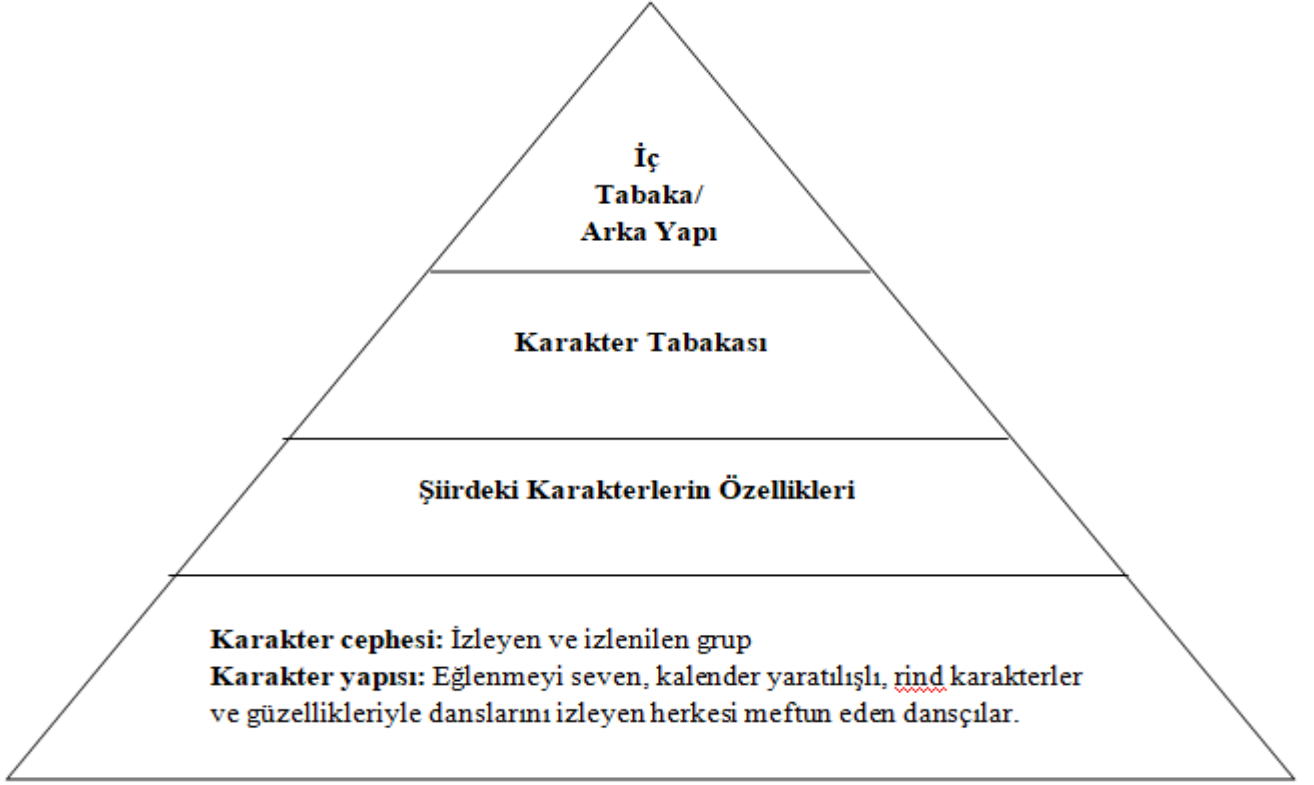 İç
Tabaka/
Arka Yapı
Karakter Tabakası
Şiirdeki Karakterlerin Özellikleri
Karakter cephesi: İzleyen ve izlenilen grup
Karakter yapısı: Eğlenmeyi seven, kalender yaratılışlı, rind karakterler
ve güzellikleriyle danslarını izleyen herkesi meftun eden dansçılar.